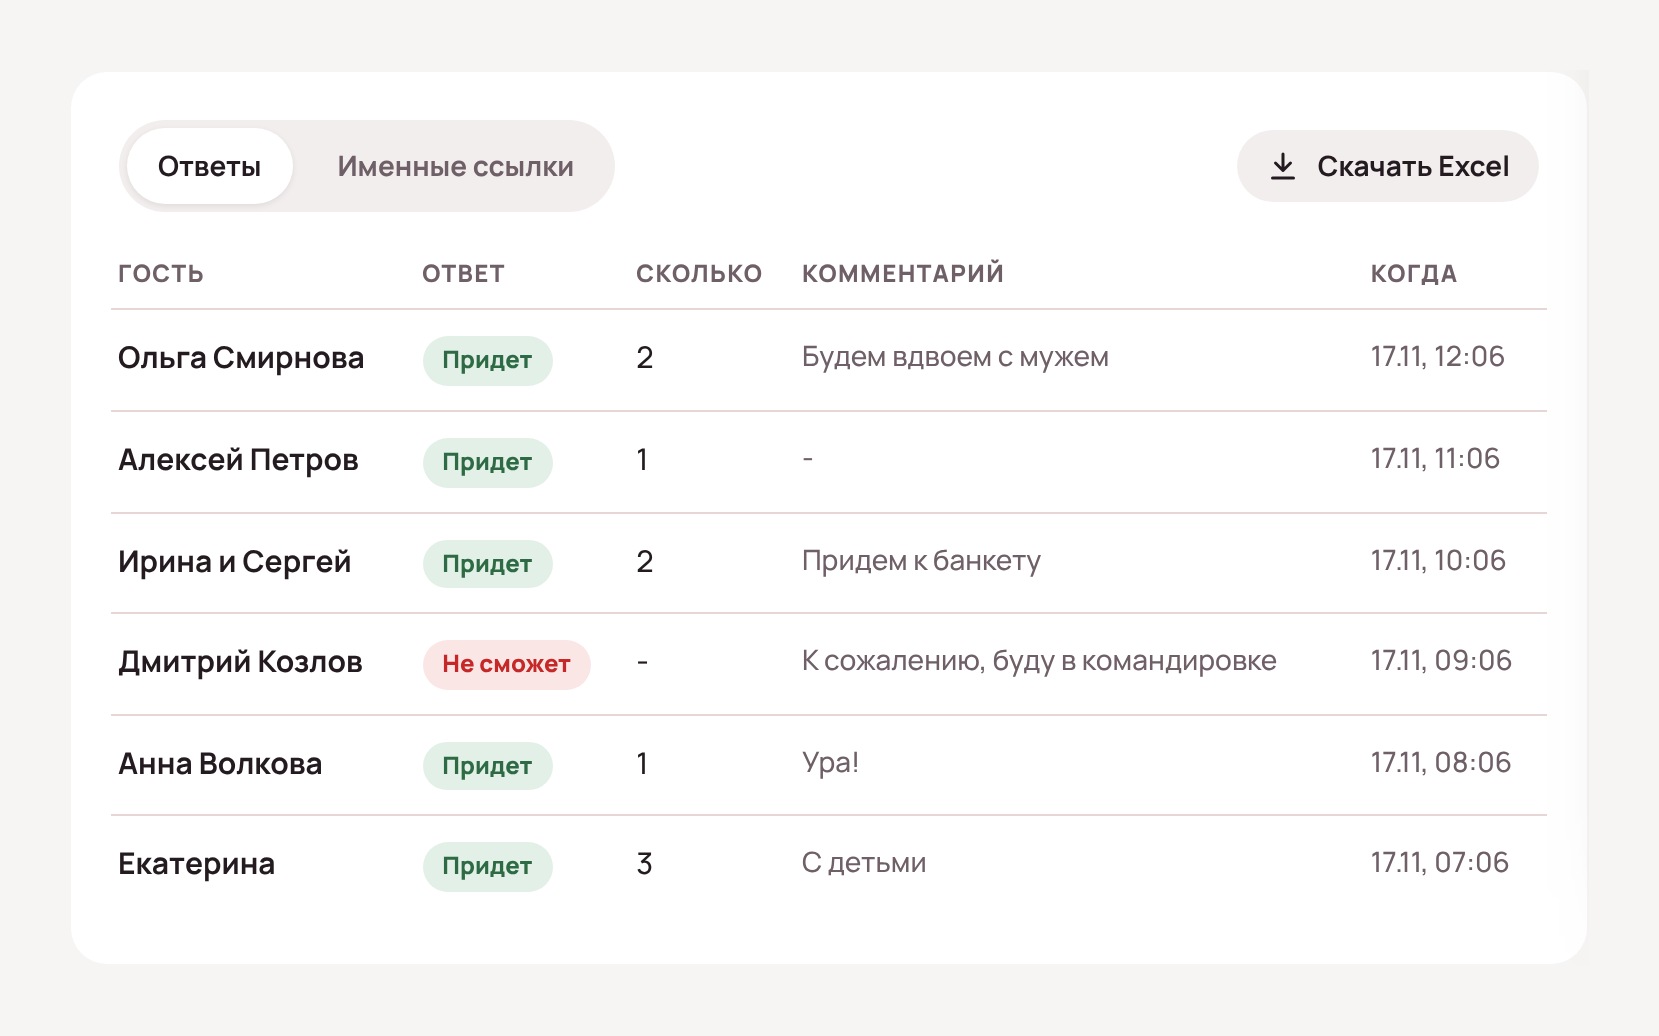 Ответы Именные ссылки Скачать Excel
ГОСТЬ ОТВЕТ СКОЛЬКО КОММЕНТАРИЙ КОГДА
Ольга Смирнова Придет 2 Будем вдвоем с мужем 17.11, 12:06
Алексей Петров Придет 1 - 17.11, 11:06
Ирина и Сергей Придет 2 Придем к банкету 17.11, 10:06
Дмитрий Козлов Не сможет - К сожалению, буду в командировке 17.11, 09:06
Анна Волкова Придет 1 Ура! 17.11, 08:06
Екатерина Придет 3 С детьми 17.11, 07:06